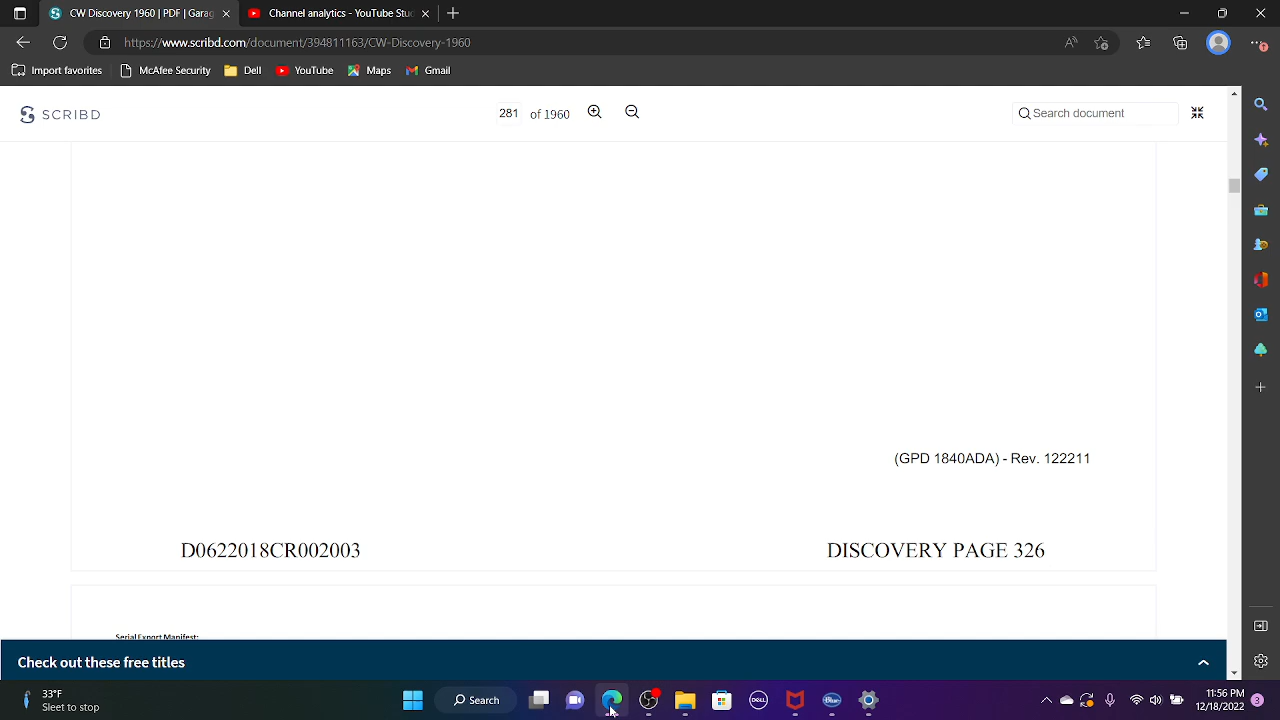 CW Discovery 1960 | PDF | Garag
Channel analytics - YouTube Stu
https://www.scribd.com/document/394811163/CW-Discovery-1960
Import favorites
McAfee Security
Dell
YouTube
Maps
Gmail
SCRIBD
281 of 1960
Search document
(GPD 1840ADA) - Rev. 122211
D0622018CR002003
DISCOVERY PAGE 326
Serial Export Manifest:
Check out these free titles
33°F
Sleet to stop
Search
DELL
Blue
11:56 PM
12/18/2022
3